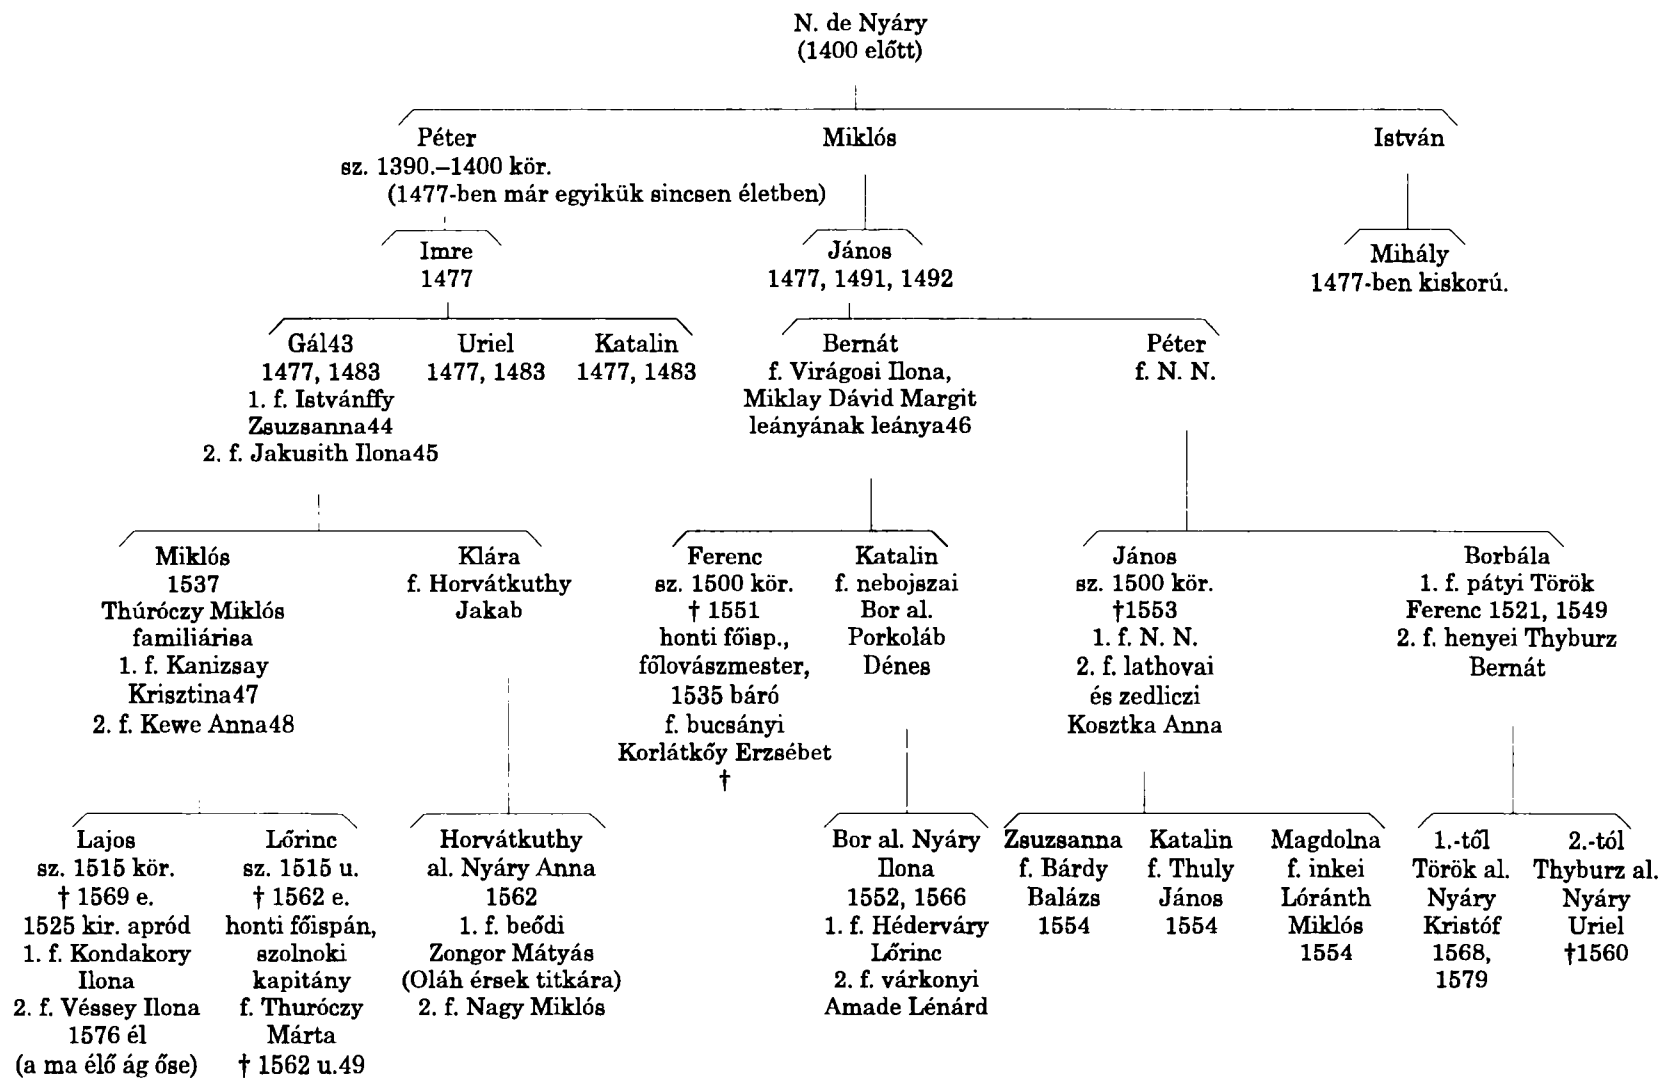 N. de Nyáry
(1400 előtt)
Péter
sz. 1390.–1400 kör.
Miklós
István
(1477-ben már egyikük sincsen életben)
Imre
1477
János
1477, 1491, 1492
Mihály
1477-ben kiskorú.
Gál43
1477, 1483
1. f. Istvánffy
Zsuzsanna44
2. f. Jakusith Ilona45
Uriel
1477, 1483
Katalin
1477, 1483
Bernát
f. Virágosi Ilona,
Miklay Dávid Margit
leányának leánya46
Péter
f. N. N.
Miklós
1537
Thúróczy Miklós
familiárisa
1. f. Kanizsay
Krisztina47
2. f. Kewe Anna48
Klára
f. Horvátkuthy
Jakab
Ferenc
sz. 1500 kör.
† 1551
honti főisp.,
főlovászmester,
1535 báró
f. bucsányi
Korlátkőy Erzsébet
†
Katalin
f. nebojszai
Bor al.
Porkoláb
Dénes
János
sz. 1500 kör.
†1553
1. f. N. N.
2. f. lathovai
és zedliczi
Kosztka Anna
Borbála
1. f. pátyi Török
Ferenc 1521, 1549
2. f. henyei Thyburz
Bernát
Lajos
sz. 1515 kör.
† 1569 e.
1525 kir. apród
1. f. Kondakory
Ilona
2. f. Véssey Ilona
1576 él
(a ma élő ág őse)
Lőrinc
sz. 1515 u.
† 1562 e.
honti főispán,
szolnoki
kapitány
f. Thuróczy
Márta
† 1562 u.49
Horvátkuthy
al. Nyáry Anna
1562
1. f. beődi
Zongor Mátyás
(Oláh érsek titkára)
2. f. Nagy Miklós
Bor al. Nyáry
Ilona
1552, 1566
1. f. Héderváry
Lőrinc
2. f. várkonyi
Amade Lénárd
Zsuzsanna
f. Bárdy
Balázs
1554
Katalin
f. Thuly
János
1554
Magdolna
f. inkei
Lóránth
Miklós
1554
1.-től
Török al.
Nyáry
Kristóf
1568,
1579
2.-tól
Thyburz al.
Nyáry
Uriel
†1560